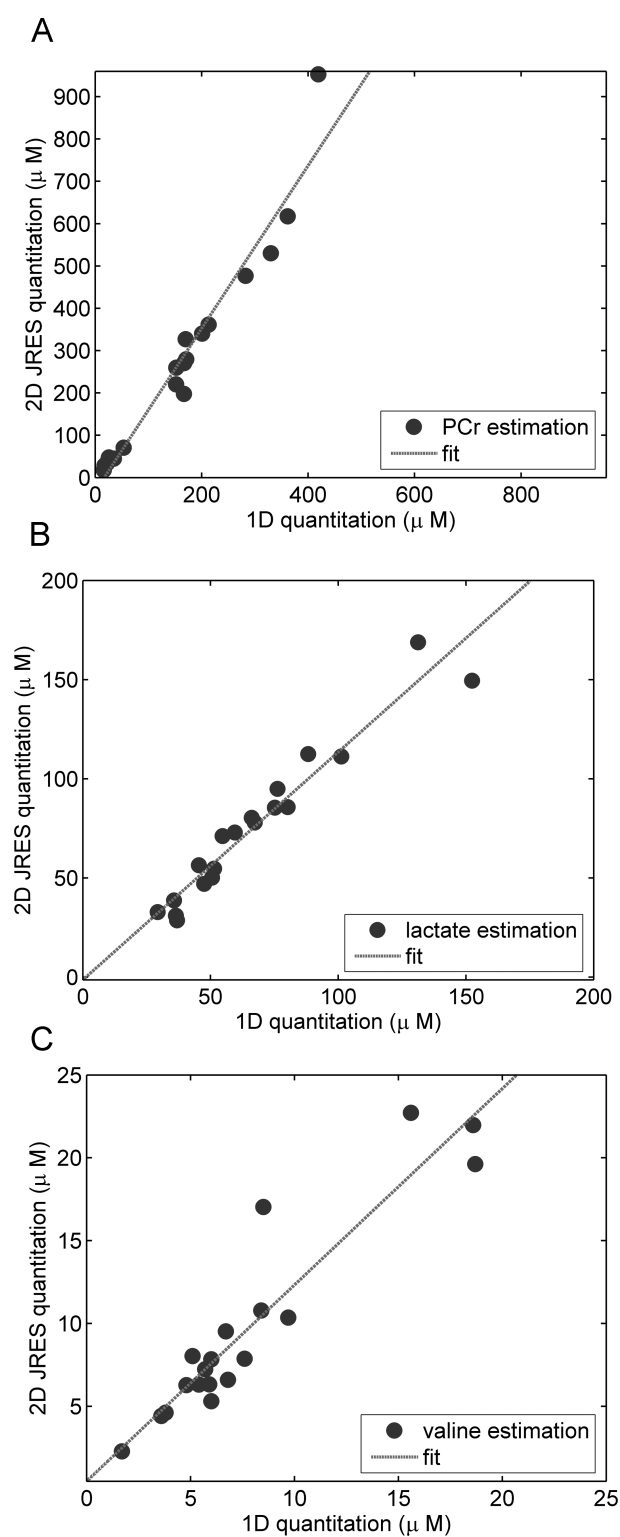 A
2D JRES quantitation (μ M)
900
800
700
600
500
400
300
200
100
0
0 200 400 600 800
1D quantitation (μ M)
PCr estimation
fit
B
2D JRES quantitation (μ M)
200
150
100
50
0
0 50 100 150 200
1D quantitation (μ M)
lactate estimation
fit
C
2D JRES quantitation (μ M)
25
20
15
10
5
0 5 10 15 20 25
1D quantitation (μ M)
valine estimation
fit